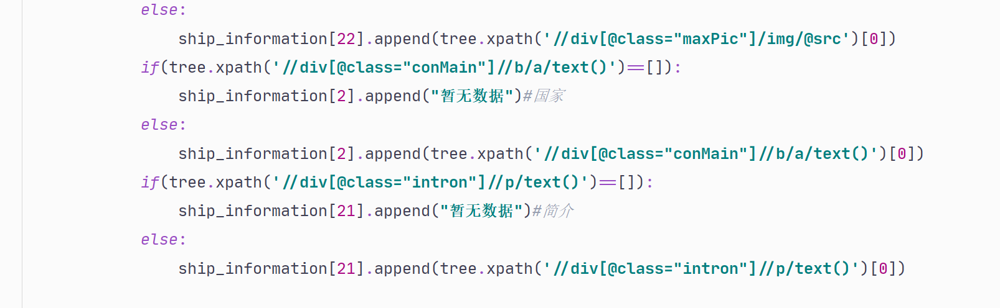 else:
ship_information[22].append(tree.xpath('//div[@class="maxPic"]/img/@src')[0])
if(tree.xpath('//div[@class="conMain"]//b/a/text()')==[]):
ship_information[2].append("暂无数据")#国家
else:
ship_information[2].append(tree.xpath('//div[@class="conMain"]//b/a/text()')[0])
if(tree.xpath('//div[@class="intron"]//p/text()')==[]):
ship_information[21].append("暂无数据")#简介
else:
ship_information[21].append(tree.xpath('//div[@class="intron"]//p/text()')[0])